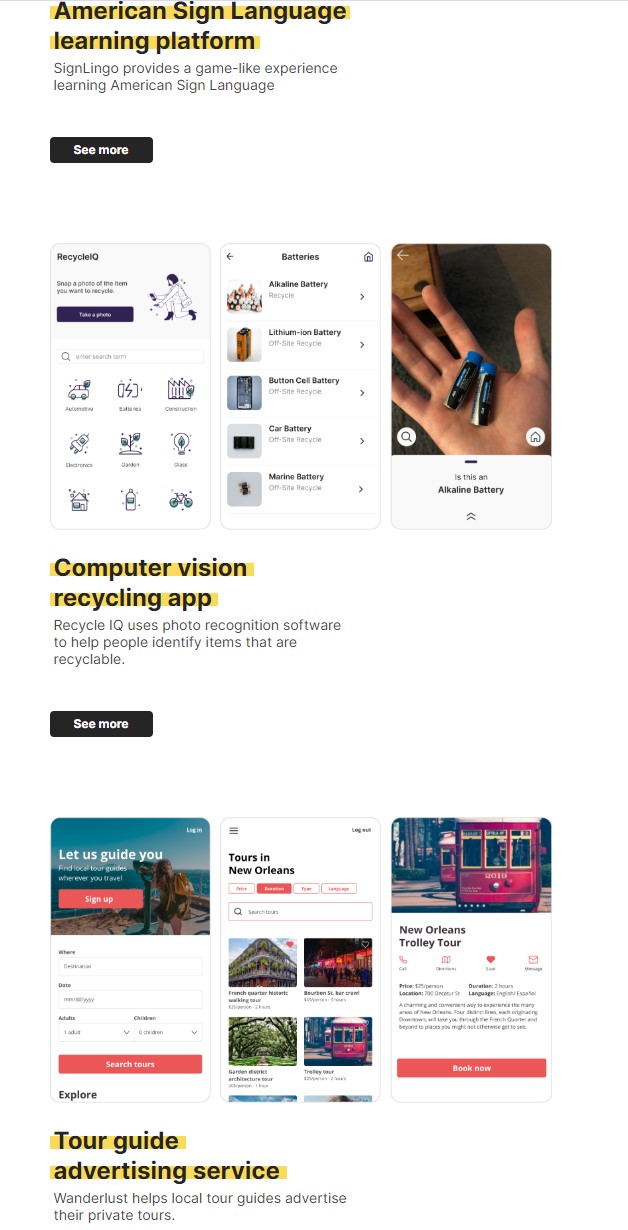 American Sign Language
learning platform
SignLingo provides a game-like experience
learning American Sign Language
See more
RecycleIQ
Snap a photo of the item
you want to recycle.
Take a photo
enter search term
Automotive
Batteries
Construction
Electronics
Garden
Glass
Batteries
Alkaline Battery
Recycle
Lithium-ion Battery
Off-Site Recycle
Button Cell Battery
Off-Site Recycle
Car Battery
Off-Site Recycle
Marine Battery
Off-Site Recycle
Is this an
Alkaline Battery
Computer vision
recycling app
Recycle IQ uses photo recognition software
to help people identify items that are
recyclable.
See more
Log in
Let us guide you
Find local tour guides
wherever you travel
Sign up
Where
Destination
Date
mm/dd/yyyy
Adults Children
1 adult 0 children
Search tours
Explore
Log out
Tours in
New Orleans
Price Duration Type Language
Search tours
French quarter historic
walking tour
$25/person · 2 hours
Bourben St. bar crawl
$45/person · 3 hours
Garden district
architecture tour
/person · 1 hour
Trolley tour
$25/person · 2 hours
2019
New Orleans
Trolley Tour
Call Directions Save Message
Price: $25/person Duration: 2 hours
Location: 700 Decatur St Language: English/ Español
A charming and convenient way to experience the many
areas of New Orleans. Four distinct lines, each originating
Downtown, will take you through the French Quarter and
beyond to places you might not otherwise get to see.
Book now
Tour guide
advertising service
Wanderlust helps local tour guides advertise
their private tours.